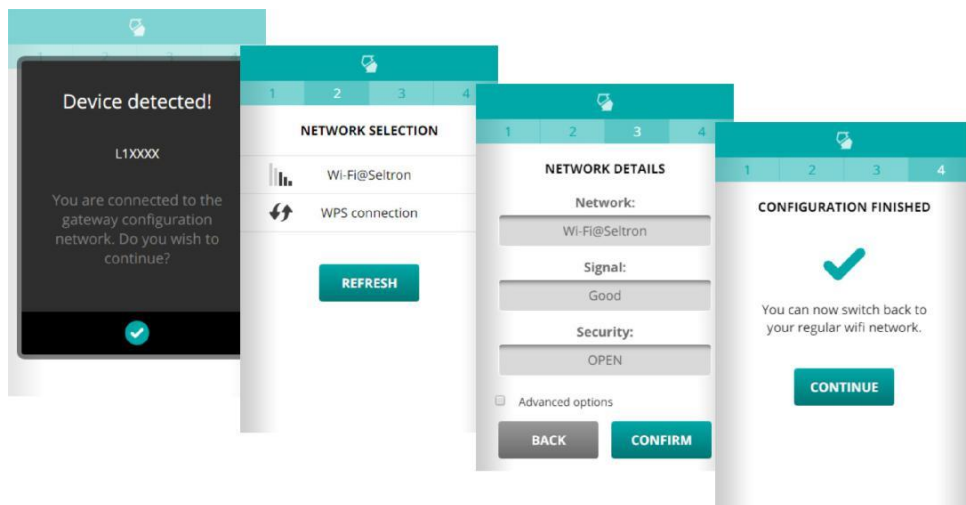 Device detected!
L1XXXX
You are connected to the
gateway configuration
network. Do you wish to
continue?
1 2 3 4
NETWORK SELECTION
Wi-Fi@Seltron
WPS connection
REFRESH
1 2 3 4
NETWORK DETAILS
Network:
Wi-Fi@Seltron
Signal:
Good
Security:
OPEN
Advanced options
BACK CONFIRM
1 2 3 4
CONFIGURATION FINISHED
You can now switch back to
your regular wifi network.
CONTINUE